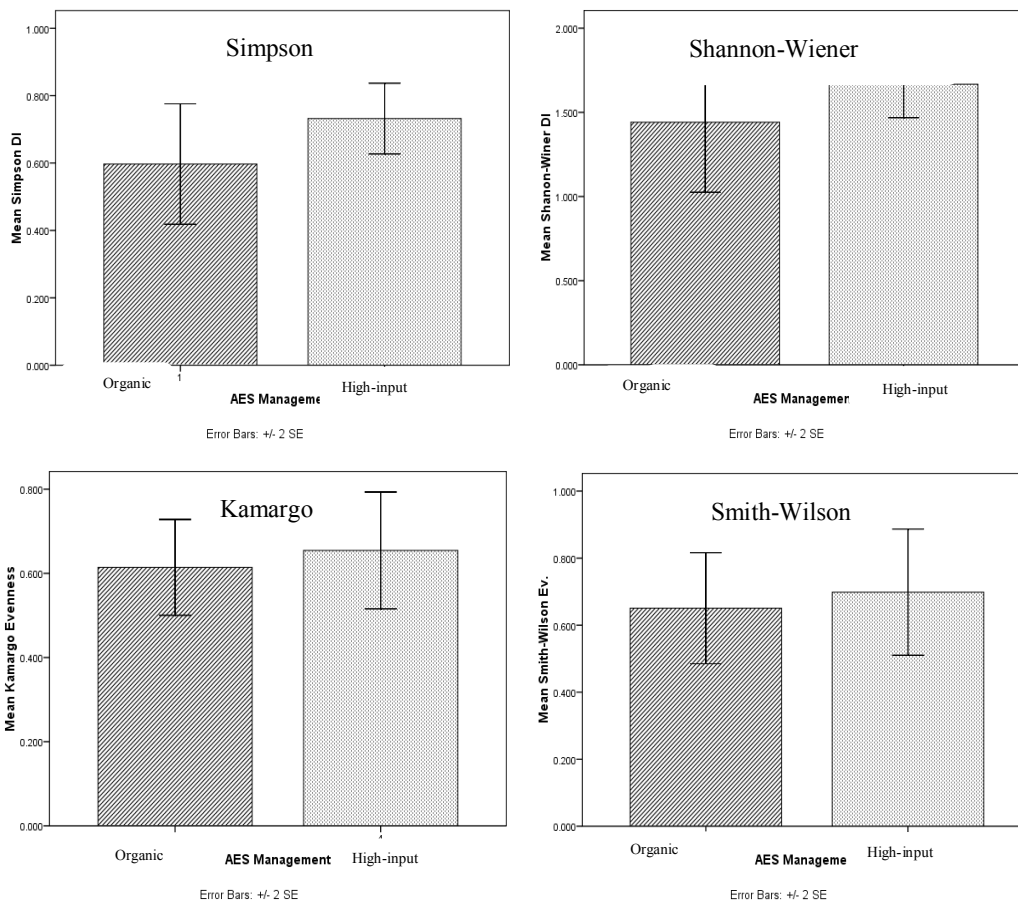 Simpson
Mean Simpson DI
1.000
0.800
0.600
0.400
0.200
0.000
Organic
1
High-input
AES Manageme
Error Bars: +/- 2 SE
Shannon-Wiener
Mean Shanon-Winer DI
2.000
1.500
1.000
0.500
0.000
Organic
High-input
AES Managemen
Error Bars: +/- 2 SE
Kamargo
Mean Kamargo Evenness
0.800
0.600
0.400
0.200
0.000
Organic
AES Management
High-input
Error Bars: +/- 2 SE
Smith-Wilson
Mean Smith-Wilson Ev.
1.000
0.800
0.600
0.400
0.200
0.000
Organic
AES Manageme
High-input
Error Bars: +/- 2 SE